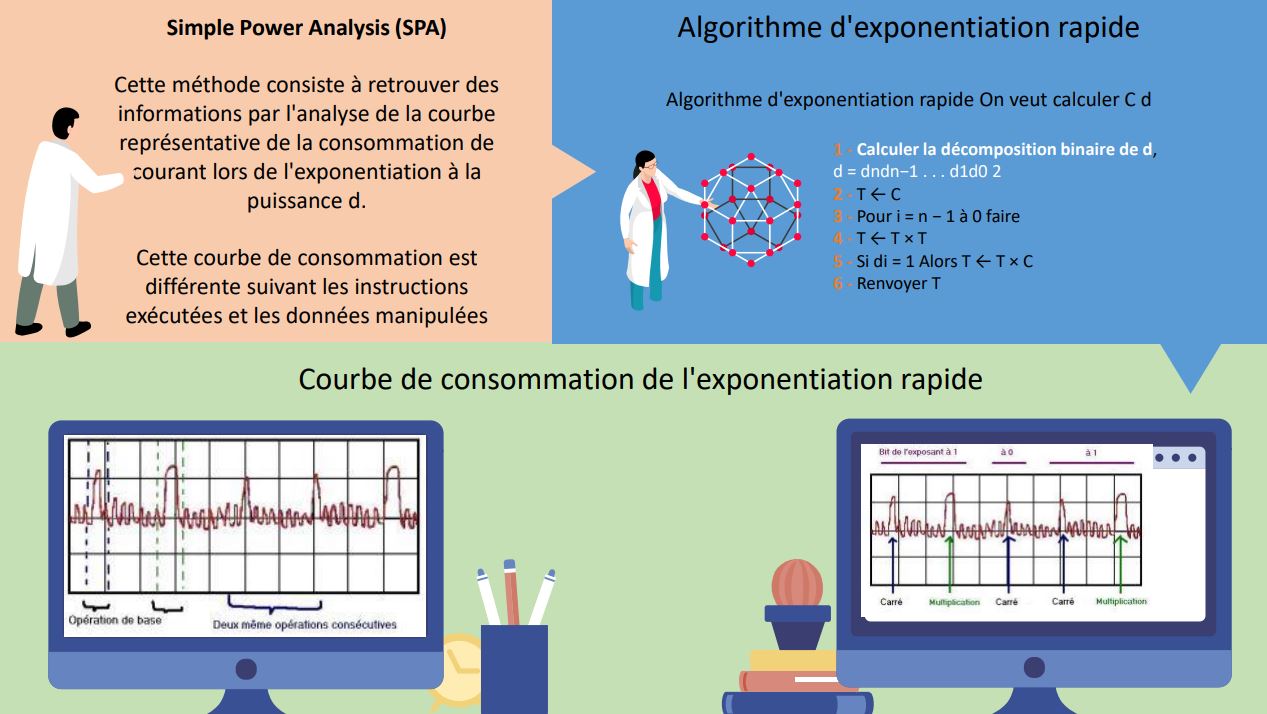 Simple Power Analysis (SPA)
Cette méthode consiste à retrouver des
informations par l'analyse de la courbe
représentative de la consommation de
courant lors de l'exponentiation à la
puissance d.
Cette courbe de consommation est
différente suivant les instructions
exécutées et les données manipulées
Algorithme d'exponentiation rapide
Algorithme d'exponentiation rapide On veut calculer C d
1 - Calculer la décomposition binaire de d,
d = dndn−1 . . . d1d0 2
2 - T ← C
3 - Pour i = n − 1 à 0 faire
4 - T ← T × T
5 - Si di = 1 Alors T ← T × C
6 - Renvoyer T
Courbe de consommation de l'exponentiation rapide
Opération de base
Deux même opérations consécutives
Bit de l'exposant à 1
à 0
à 1
Carré
Multiplication
Carré
Carré
Multiplication